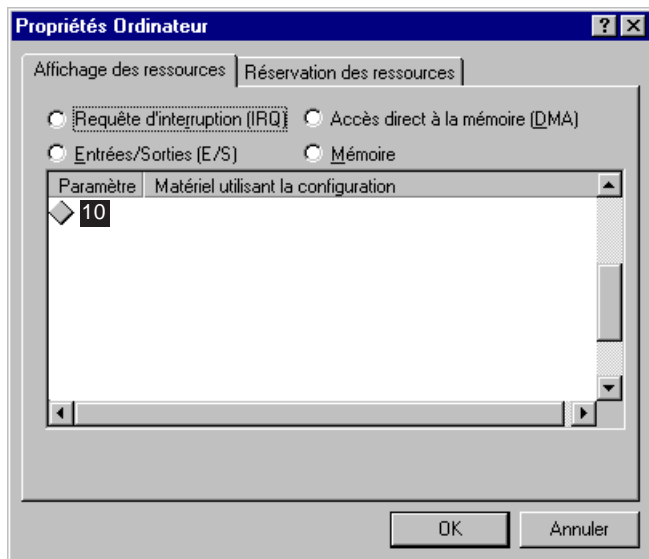 Propriétés Ordinateur
Affichage des ressources
Réservation des ressources
Requête d'interruption (IRQ)
Accès direct à la mémoire (DMA)
Entrées/Sorties (E/S)
Mémoire
Paramètre
Matériel utilisant la configuration
10
OK
Annuler